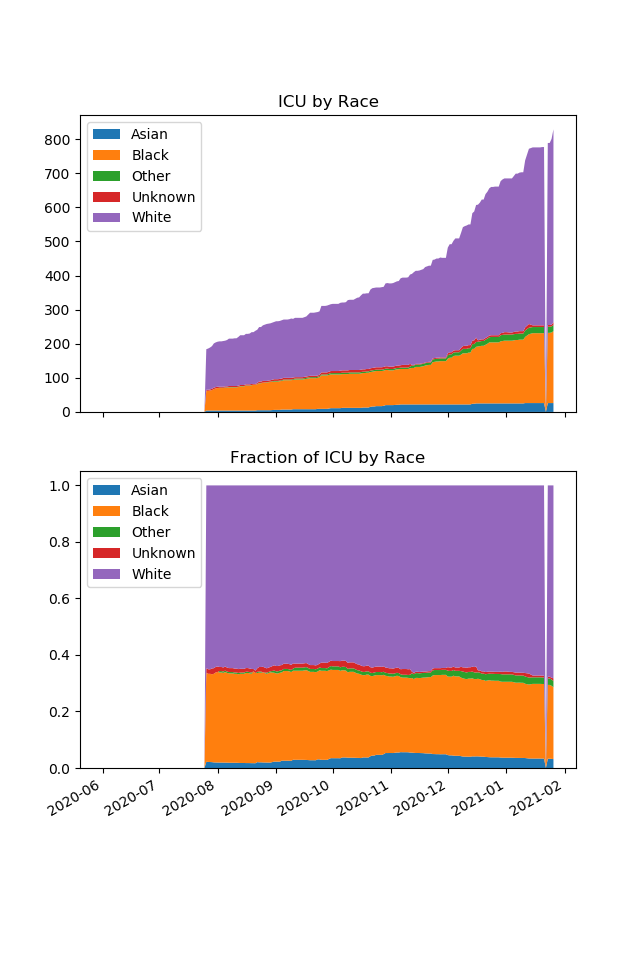 ICU by Race
800
700
600
500
400
300
200
100
0
Asian
Black
Other
Unknown
White
Fraction of ICU by Race
1.0
0.8
0.6
0.4
0.2
0.0
Asian
Black
Other
Unknown
White
2020-06
2020-07
2020-08
2020-09
2020-10
2020-11
2020-12
2021-01
2021-02